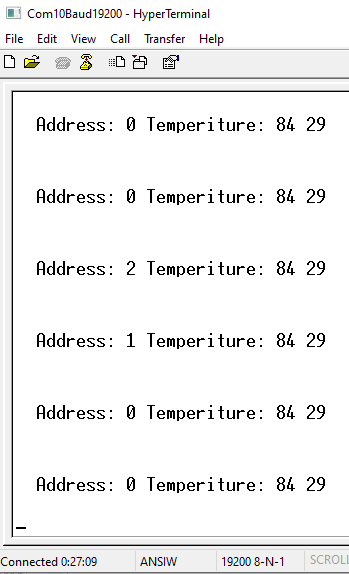 Com10Baud19200 - HyperTerminal
File Edit View Call Transfer Help
Address: 0 Temperiture: 84 29
Address: 0 Temperiture: 84 29
Address: 2 Temperiture: 84 29
Address: 1 Temperiture: 84 29
Address: 0 Temperiture: 84 29
Address: 0 Temperiture: 84 29
Connected 0:27:09 ANSIW 19200 8-N-1 SCROLL